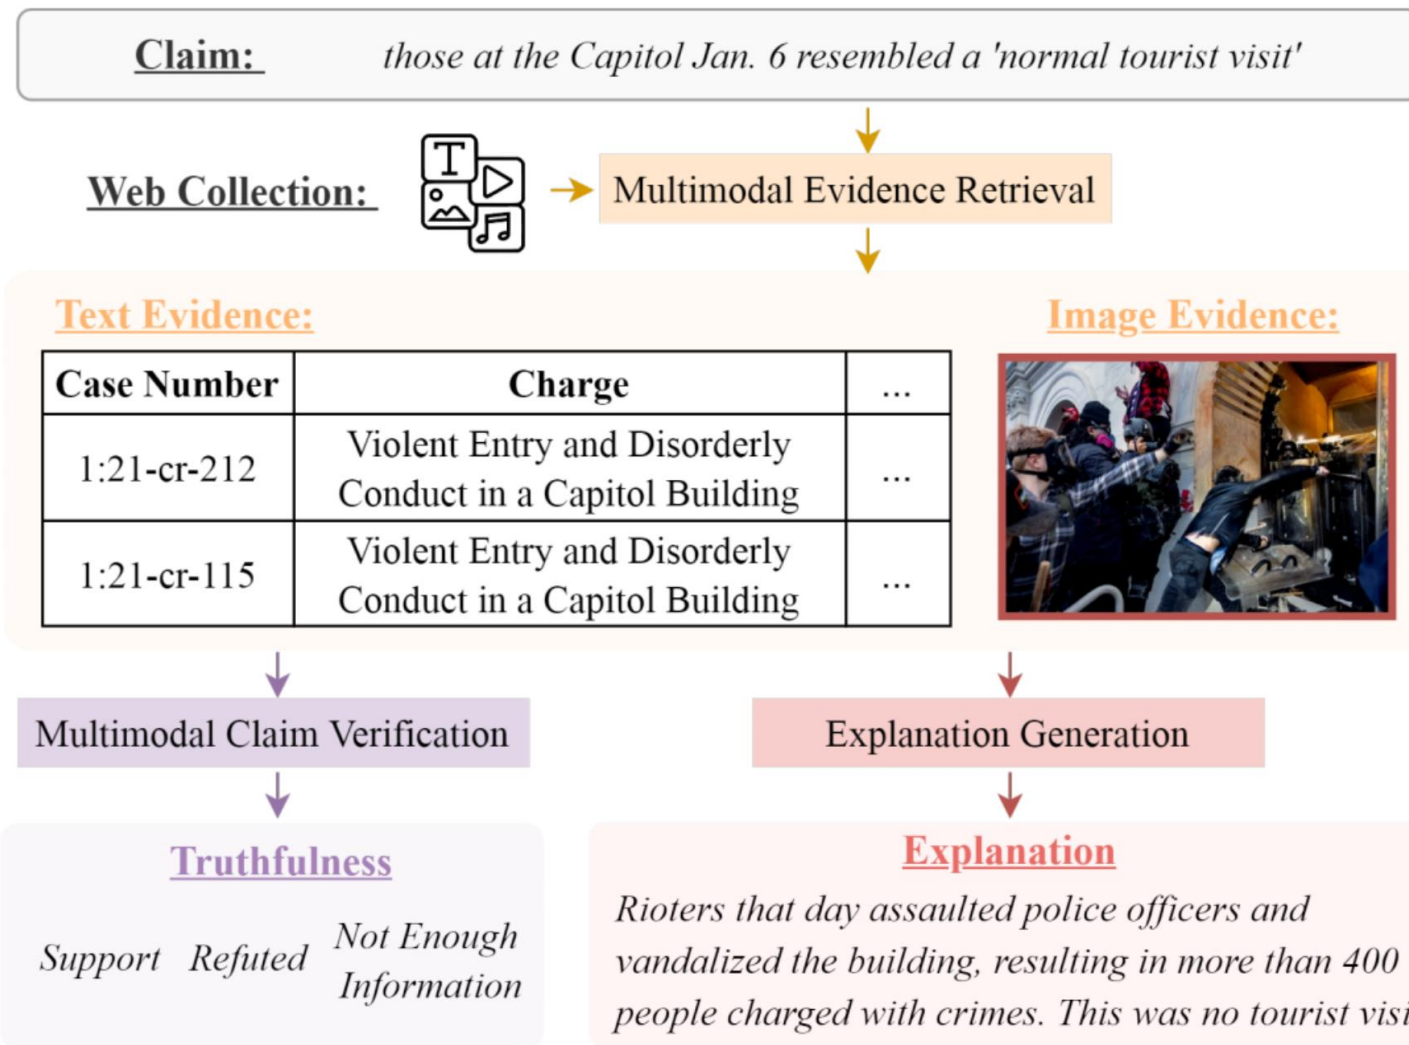 Claim: those at the Capitol Jan. 6 resembled a 'normal tourist visit'
Web Collection:
T
Multimodal Evidence Retrieval
Text Evidence:
Image Evidence:
Case Number Charge ...
1:21-cr-212 Violent Entry and Disorderly
Conduct in a Capitol Building ...
1:21-cr-115 Violent Entry and Disorderly
Conduct in a Capitol Building ...
Multimodal Claim Verification
Explanation Generation
Truthfulness
Support Refuted Not Enough
Information
Explanation
Rioters that day assaulted police officers and
vandalized the building, resulting in more than 400
people charged with crimes. This was no tourist visi